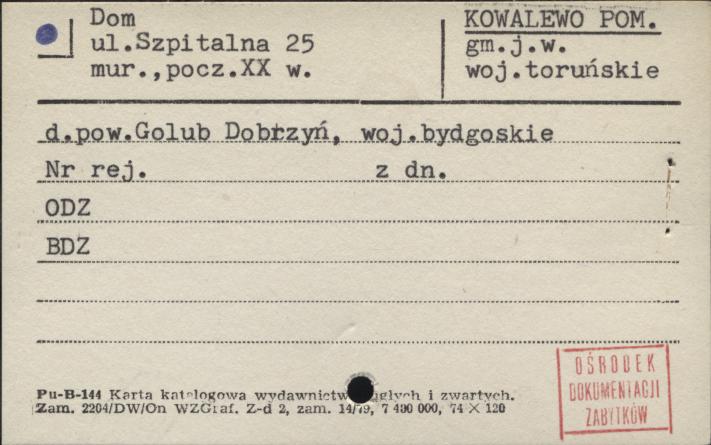 Dom
ul.Szpitalna 25
mur.,pocz.XX w.
KOWALEWO POM.
gm.j.w.
woj.toruńskie
d.pow.Golub Dobrzyń, woj.bydgoskie
Nr rej. z dn.
ODZ
BDZ
Pu-B-144 Karta katalogowa wydawnictw ciągłych i zwartych.
Zam. 2204/DW/On WZGraf. Z-d 2, zam. 14/79, 7 400 000, 74 × 120
OŚRODEK
DOKUMENTACJI
ZABYTKÓW